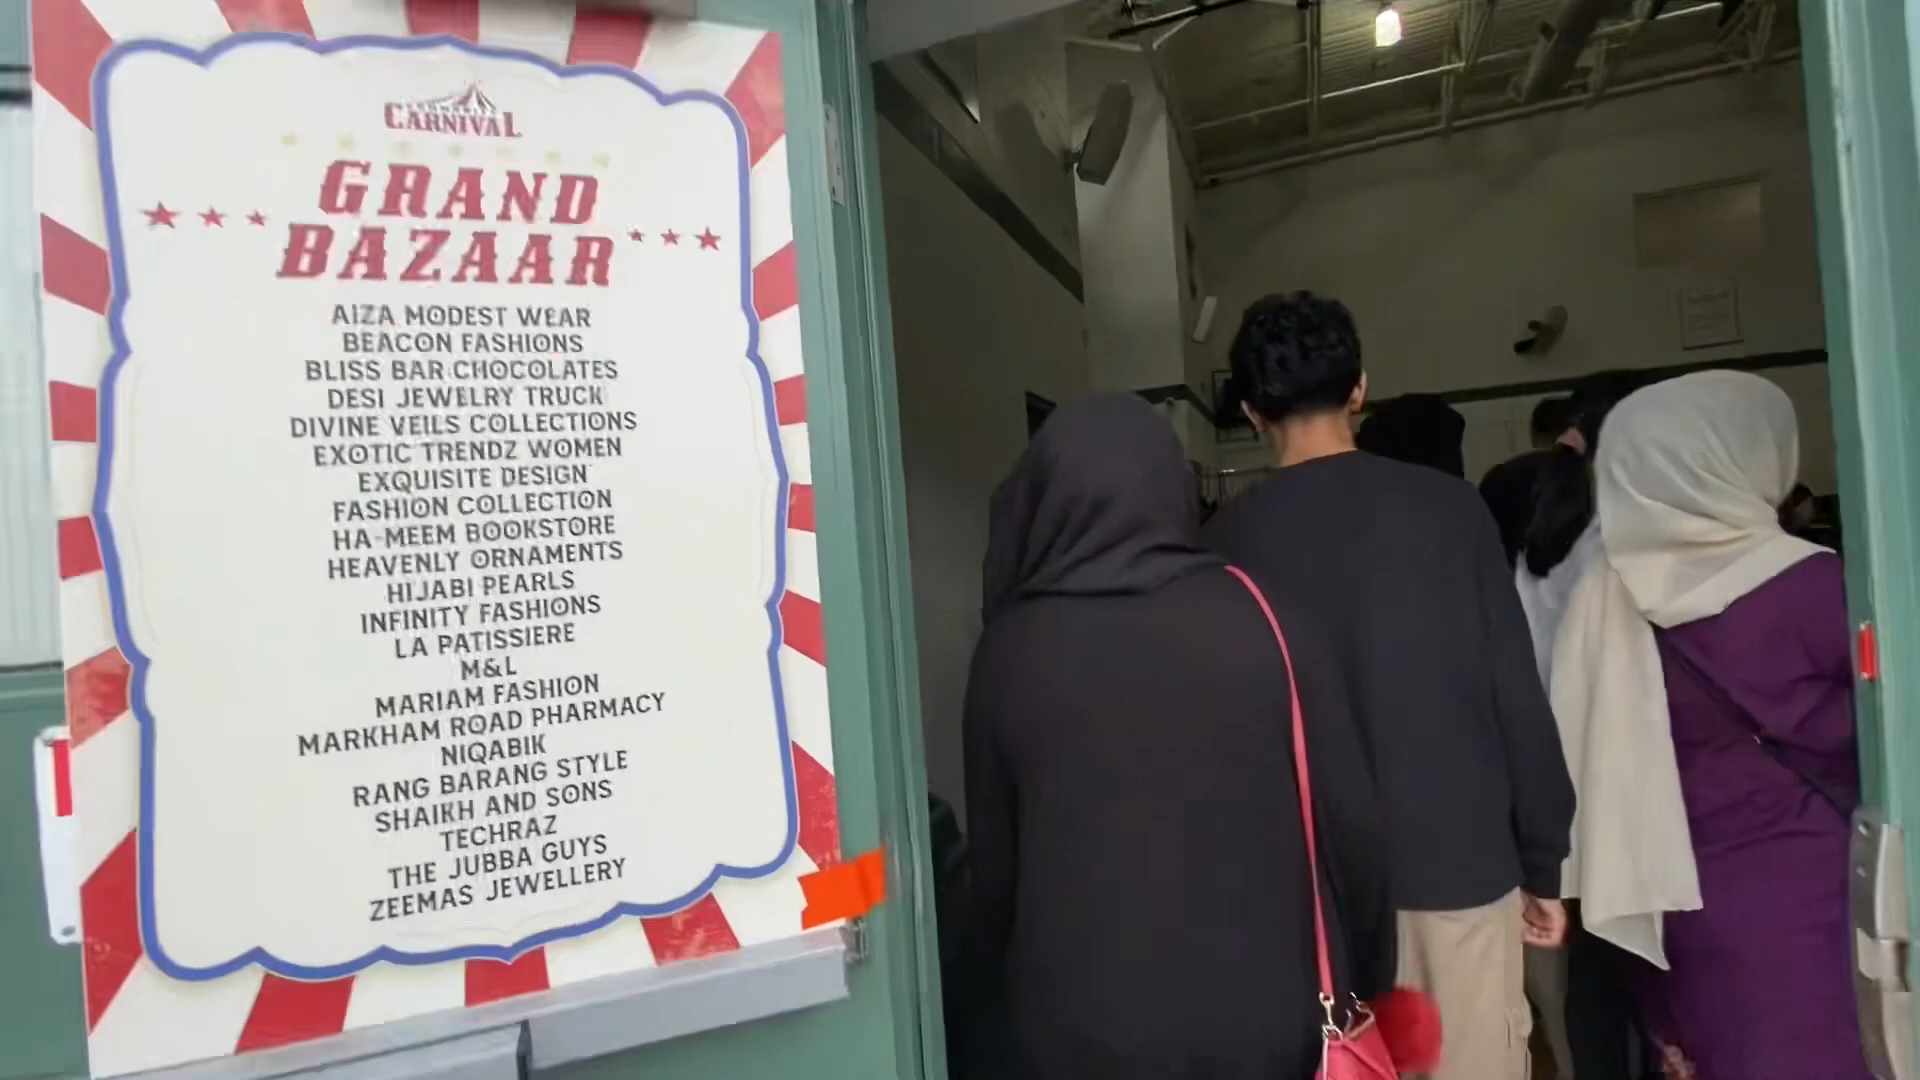 CARNIVAL
GRAND
BAZAAR
AIZA MODEST WEAR
BEACON FASHIONS
BLISS BAR CHOCOLATES
DESI JEWELRY TRUCK
DIVINE VEILS COLLECTIONS
EXOTIC TRENDZ WOMEN
EXQUISITE DESIGN
FASHION COLLECTION
HA-MEEM BOOKSTORE
HEAVENLY ORNAMENTS
HIJABI PEARLS
INFINITY FASHIONS
LA PATISSIERE
M&L
MARIAM FASHION
MARKHAM ROAD PHARMACY
NIQABIK
RANG BARANG STYLE
SHAIKH AND SONS
TECHRAZ
THE JUBBA GUYS
ZEEMAS JEWELLERY